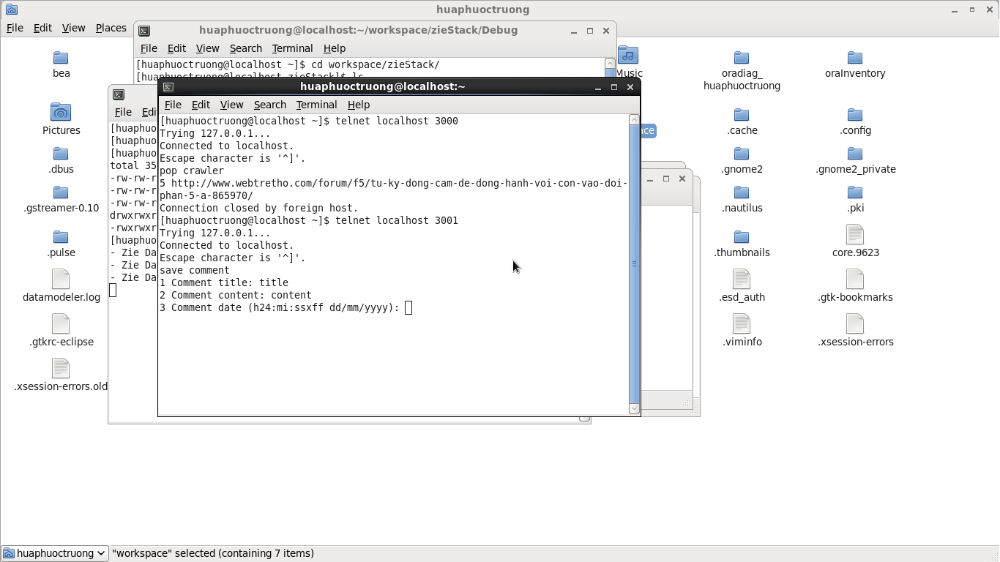 huaphuoctruong
File Edit View Places
huaphuoctruong@localhost:~/workspace/zieStack/Debug
File Edit View Search Terminal Help
[huaphuoctruong@localhost ~]$ cd workspace/zieStack/
[huaphuoctruong@localhost zieStack]$ ls
huaphuoctruong@localhost:~
File Edit View Search Terminal Help
[huaphuoctruong@localhost ~]$ telnet localhost 3000
Trying 127.0.0.1...
Connected to localhost.
Escape character is '^]'.
pop crawler
5 http://www.webtretho.com/forum/f5/tu-ky-dong-cam-de-dong-hanh-voi-con-vao-doi-
phan-5-a-865970/
Connection closed by foreign host.
[huaphuoctruong@localhost ~]$ telnet localhost 3001
Trying 127.0.0.1...
Connected to localhost.
Escape character is '^]'.
save comment
1 Comment title: title
2 Comment content: content
3 Comment date (h24:mi:ssxff dd/mm/yyyy):
File Edi
[huaphuo
[huaphuo
[huaphuo
total 35
-rw-rw-r
-rw-rw-r
-rw-rw-r
drwxrwxr
-rwxrwxr
[huaphuo
- Zie Da
- Zie Da
- Zie Da
bea
Music
oradiag_
huaphuoctruong
oraInventory
Pictures
ace
.cache
.config
.dbus
.gnome2
.gnome2_private
.gstreamer-0.10
.nautilus
.pki
.pulse
.thumbnails
core.9623
datamodeler.log
.esd_auth
.gtk-bookmarks
.gtkrc-eclipse
.viminfo
.xsession-errors
.xsession-errors.old
huaphuoctruong
"workspace" selected (containing 7 items)